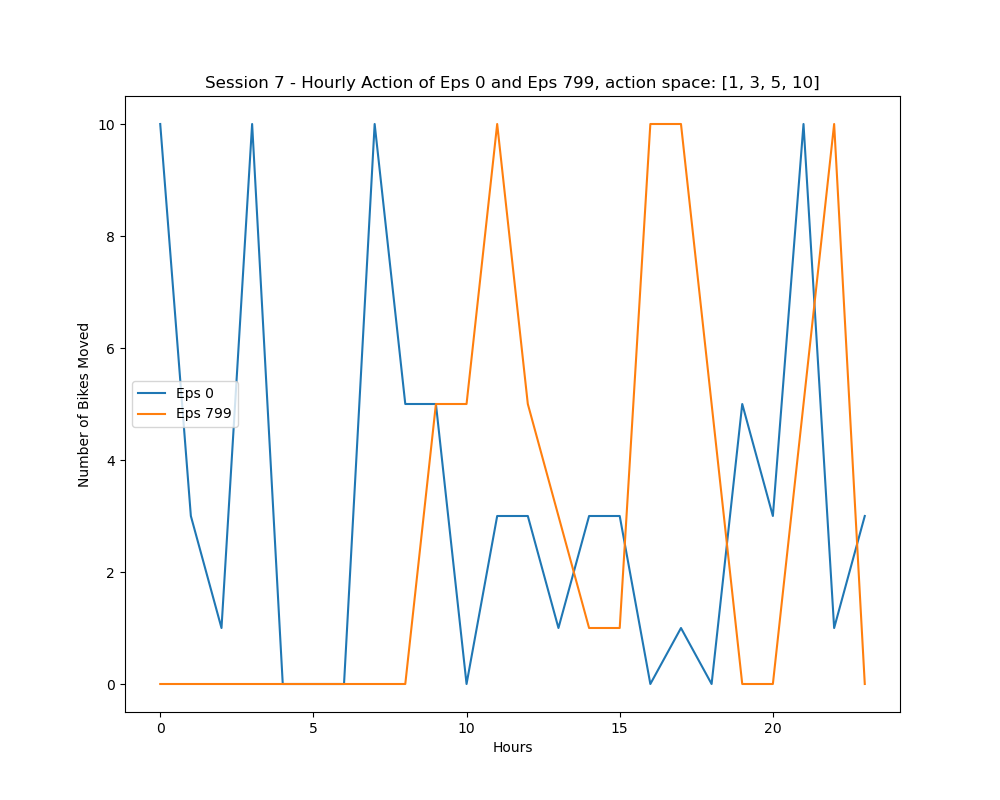 Session 7 - Hourly Action of Eps 0 and Eps 799, action space: [1, 3, 5, 10]
Number of Bikes Moved
10
8
6
4
2
0
Eps 0
Eps 799
0
5
10
15
20
Hours